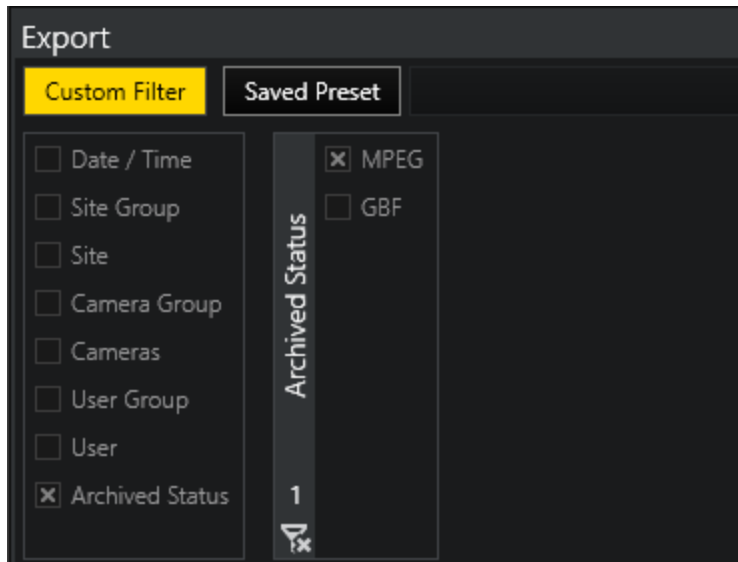 Export
Custom Filter
Saved Preset
Date / Time
Site Group
Site
Camera Group
Cameras
User Group
User
Archived Status
Archived Status
1
MPEG
GBF